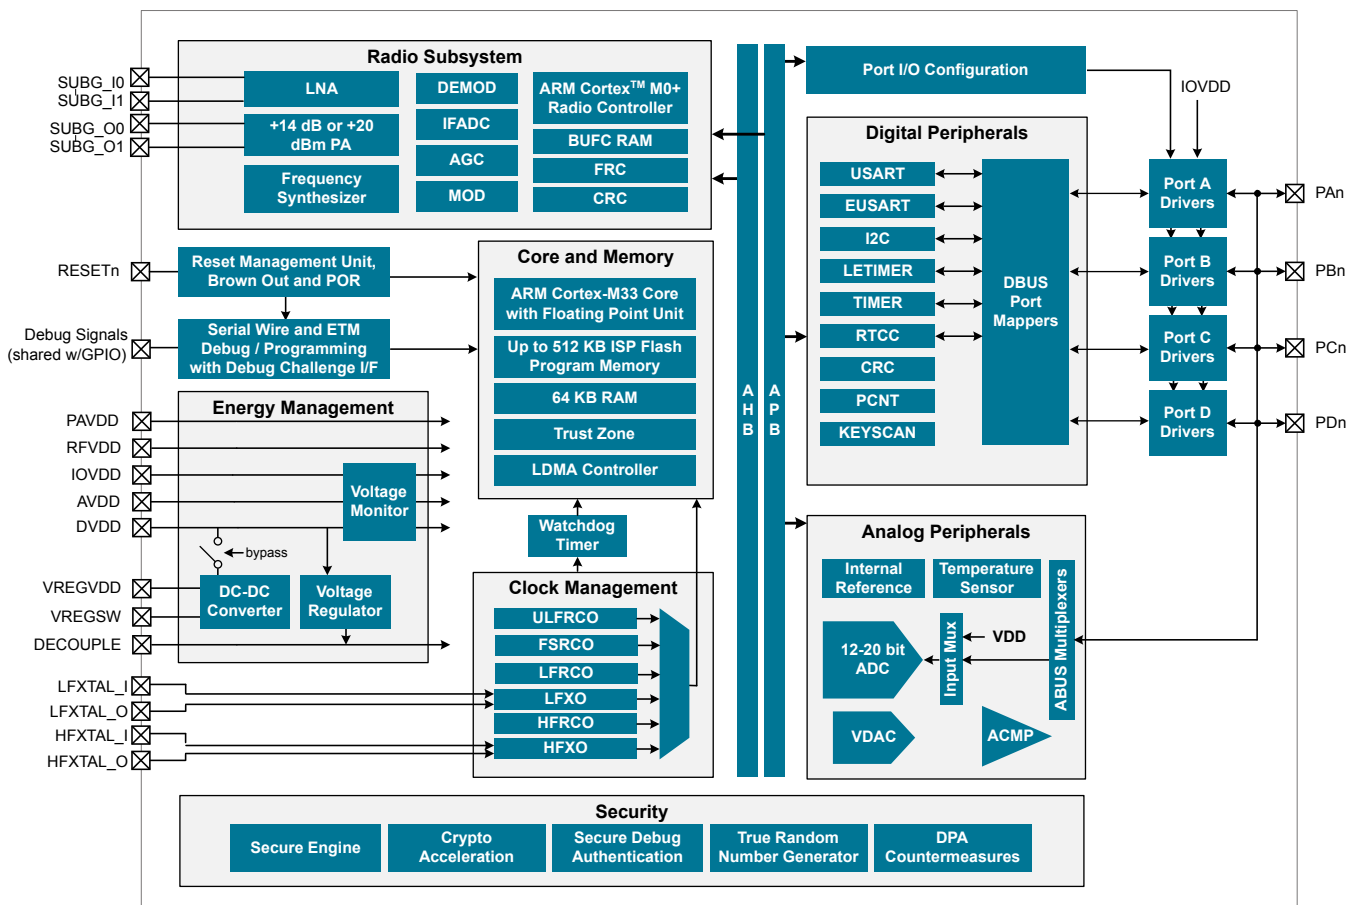 Radio Subsystem
SUBG_I0
SUBG_I1
SUBG_O0
SUBG_O1
LNA
+14 dB or +20
dBm PA
Frequency
Synthesizer
DEMOD
IFADC
AGC
MOD
ARM Cortex™ M0+
Radio Controller
BUFC RAM
FRC
CRC
RESETn
Reset Management Unit,
Brown Out and POR
Debug Signals
(shared w/GPIO)
Serial Wire and ETM
Debug / Programming
with Debug Challenge I/F
Core and Memory
ARM Cortex-M33 Core
with Floating Point Unit
Up to 512 KB ISP Flash
Program Memory
64 KB RAM
Trust Zone
LDMA Controller
Energy Management
PAVDD
RFVDD
IOVDD
AVDD
DVDD
Voltage
Monitor
bypass
VREGVDD
VREGSW
DECOUPLE
DC-DC
Converter
Voltage
Regulator
Watchdog
Timer
Clock Management
ULFRCO
FSRCO
LFRCO
LFXO
HFRCO
HFXO
LFXTAL_I
LFXTAL_O
HFXTAL_I
HFXTAL_O
AHB
APB
Port I/O Configuration
IOVDD
Digital Peripherals
USART
EUSART
I2C
LETIMER
TIMER
RTCC
CRC
PCNT
KEYSCAN
DBUS
Port
Mappers
Port A
Drivers
Port B
Drivers
Port C
Drivers
Port D
Drivers
PAn
PBn
PCn
PDn
Analog Peripherals
Internal
Reference
Temperature
Sensor
12-20 bit
ADC
Input Mux
VDD
ABUS Multiplexers
VDAC
ACMP
Security
Secure Engine
Crypto
Acceleration
Secure Debug
Authentication
True Random
Number Generator
DPA
Countermeasures